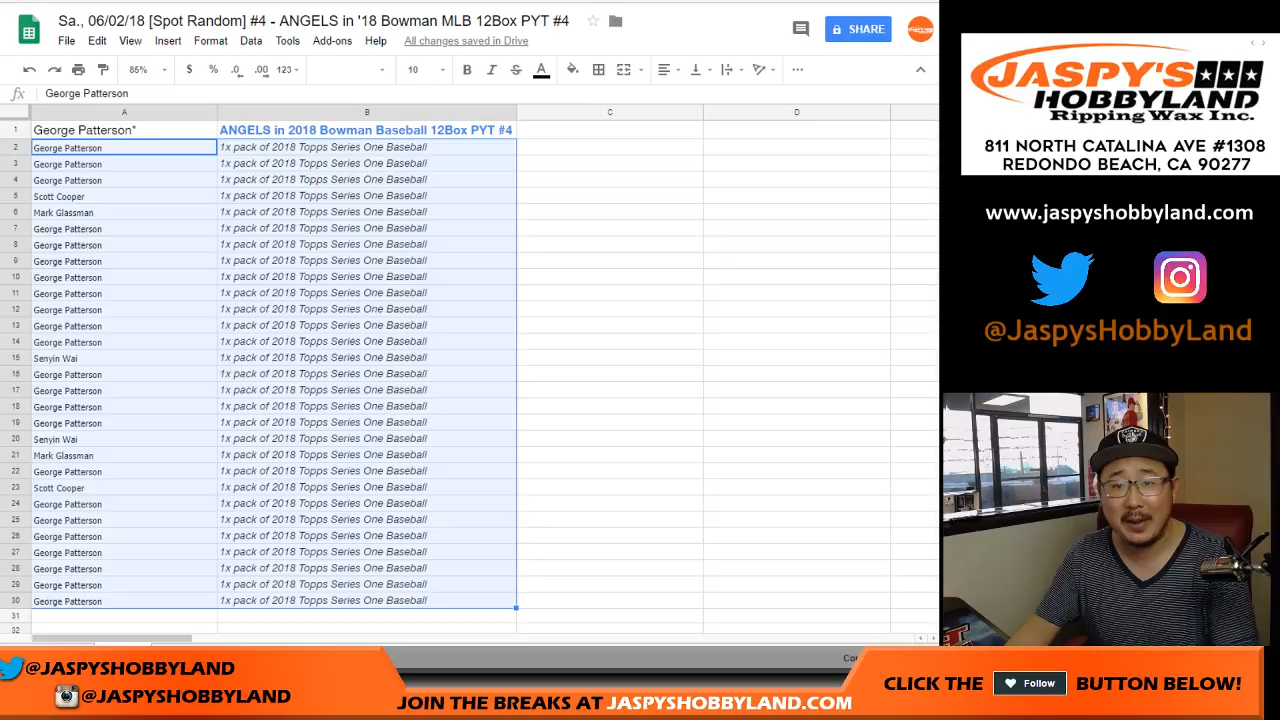 Sa., 06/02/18 [Spot Random] #4 - ANGELS in '18 Bowman MLB 12Box PYT #4
File Edit View Insert Format Data Tools Add-ons Help All changes saved in Drive
SHARE
85% $ % .0 .00 123 10 B I S A
fx George Patterson
A B C D
1 George Patterson* ANGELS in 2018 Bowman Baseball 12Box PYT #4
2 George Patterson 1x pack of 2018 Topps Series One Baseball
3 George Patterson 1x pack of 2018 Topps Series One Baseball
4 George Patterson 1x pack of 2018 Topps Series One Baseball
5 Scott Cooper 1x pack of 2018 Topps Series One Baseball
6 Mark Glassman 1x pack of 2018 Topps Series One Baseball
7 George Patterson 1x pack of 2018 Topps Series One Baseball
8 George Patterson 1x pack of 2018 Topps Series One Baseball
9 George Patterson 1x pack of 2018 Topps Series One Baseball
10 George Patterson 1x pack of 2018 Topps Series One Baseball
11 George Patterson 1x pack of 2018 Topps Series One Baseball
12 George Patterson 1x pack of 2018 Topps Series One Baseball
13 George Patterson 1x pack of 2018 Topps Series One Baseball
14 George Patterson 1x pack of 2018 Topps Series One Baseball
15 Senyin Wai 1x pack of 2018 Topps Series One Baseball
16 George Patterson 1x pack of 2018 Topps Series One Baseball
17 George Patterson 1x pack of 2018 Topps Series One Baseball
18 George Patterson 1x pack of 2018 Topps Series One Baseball
19 George Patterson 1x pack of 2018 Topps Series One Baseball
20 Senyin Wai 1x pack of 2018 Topps Series One Baseball
21 Mark Glassman 1x pack of 2018 Topps Series One Baseball
22 George Patterson 1x pack of 2018 Topps Series One Baseball
23 Scott Cooper 1x pack of 2018 Topps Series One Baseball
24 George Patterson 1x pack of 2018 Topps Series One Baseball
25 George Patterson 1x pack of 2018 Topps Series One Baseball
26 George Patterson 1x pack of 2018 Topps Series One Baseball
27 George Patterson 1x pack of 2018 Topps Series One Baseball
28 George Patterson 1x pack of 2018 Topps Series One Baseball
29 George Patterson 1x pack of 2018 Topps Series One Baseball
30 George Patterson 1x pack of 2018 Topps Series One Baseball
31
32
JASPY'S
HOBBYLAND
Ripping Wax Inc.
811 NORTH CATALINA AVE #1308
REDONDO BEACH, CA 90277
www.jaspyshobbyland.com
@JaspysHobbyLand
@JASPYSHOBBYLAND
@JASPYSHOBBYLAND
JOIN THE BREAKS AT JASPYSHOBBYLAND.COM
CLICK THE Follow BUTTON BELOW!